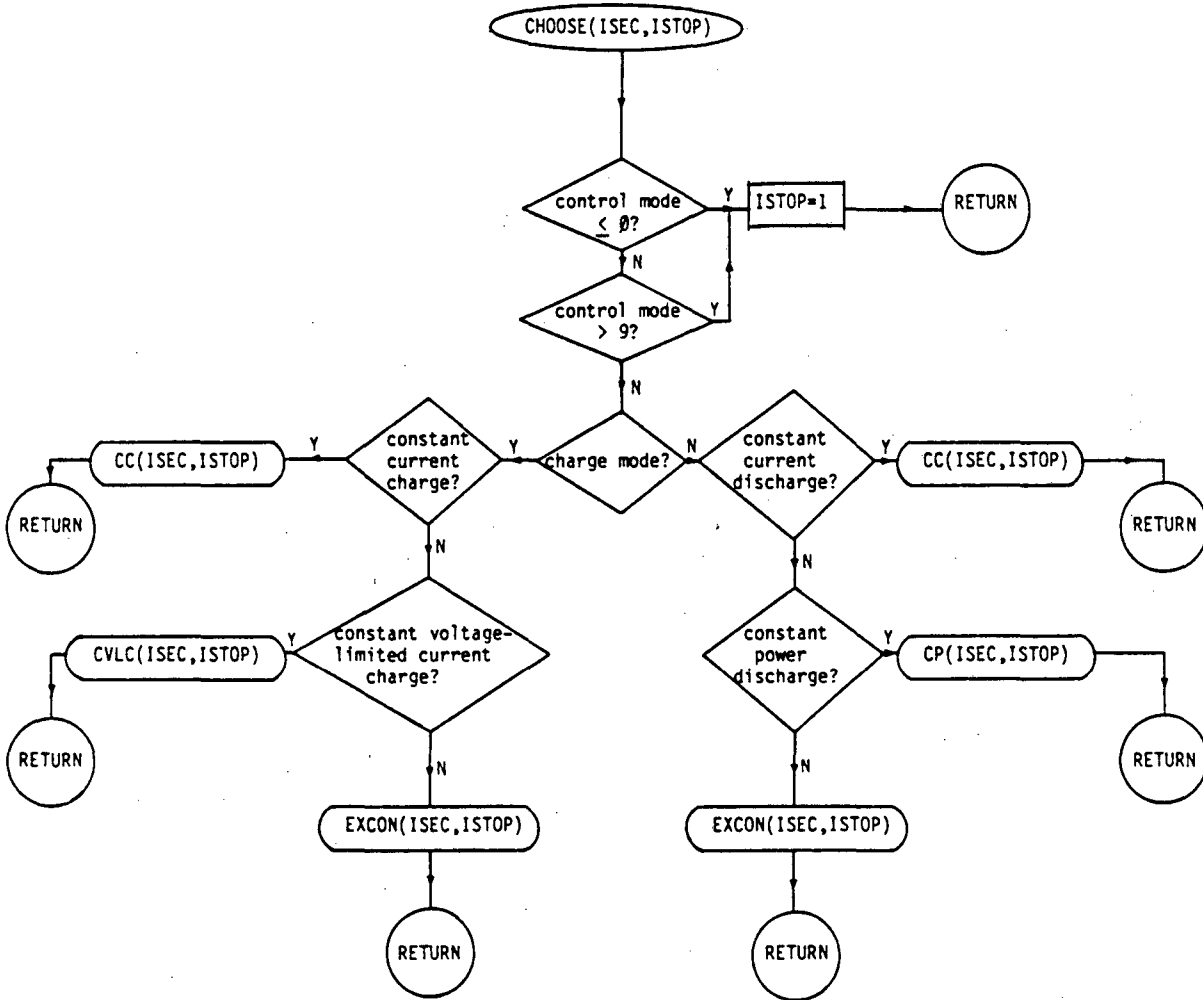 CHOOSE(ISEC,ISTOP)
control mode
≤ 0?
Y
ISTOP=1
RETURN
N
control mode
> 9?
Y
N
constant
current
charge?
Y
CC(ISEC,ISTOP)
RETURN
Y
charge mode?
N
constant
current
discharge?
Y
CC(ISEC,ISTOP)
RETURN
N
N
constant voltage-
limited current
charge?
Y
CVLC(ISEC,ISTOP)
RETURN
constant
power
discharge?
Y
CP(ISEC,ISTOP)
RETURN
N
N
EXCON(ISEC,ISTOP)
EXCON(ISEC,ISTOP)
RETURN
RETURN